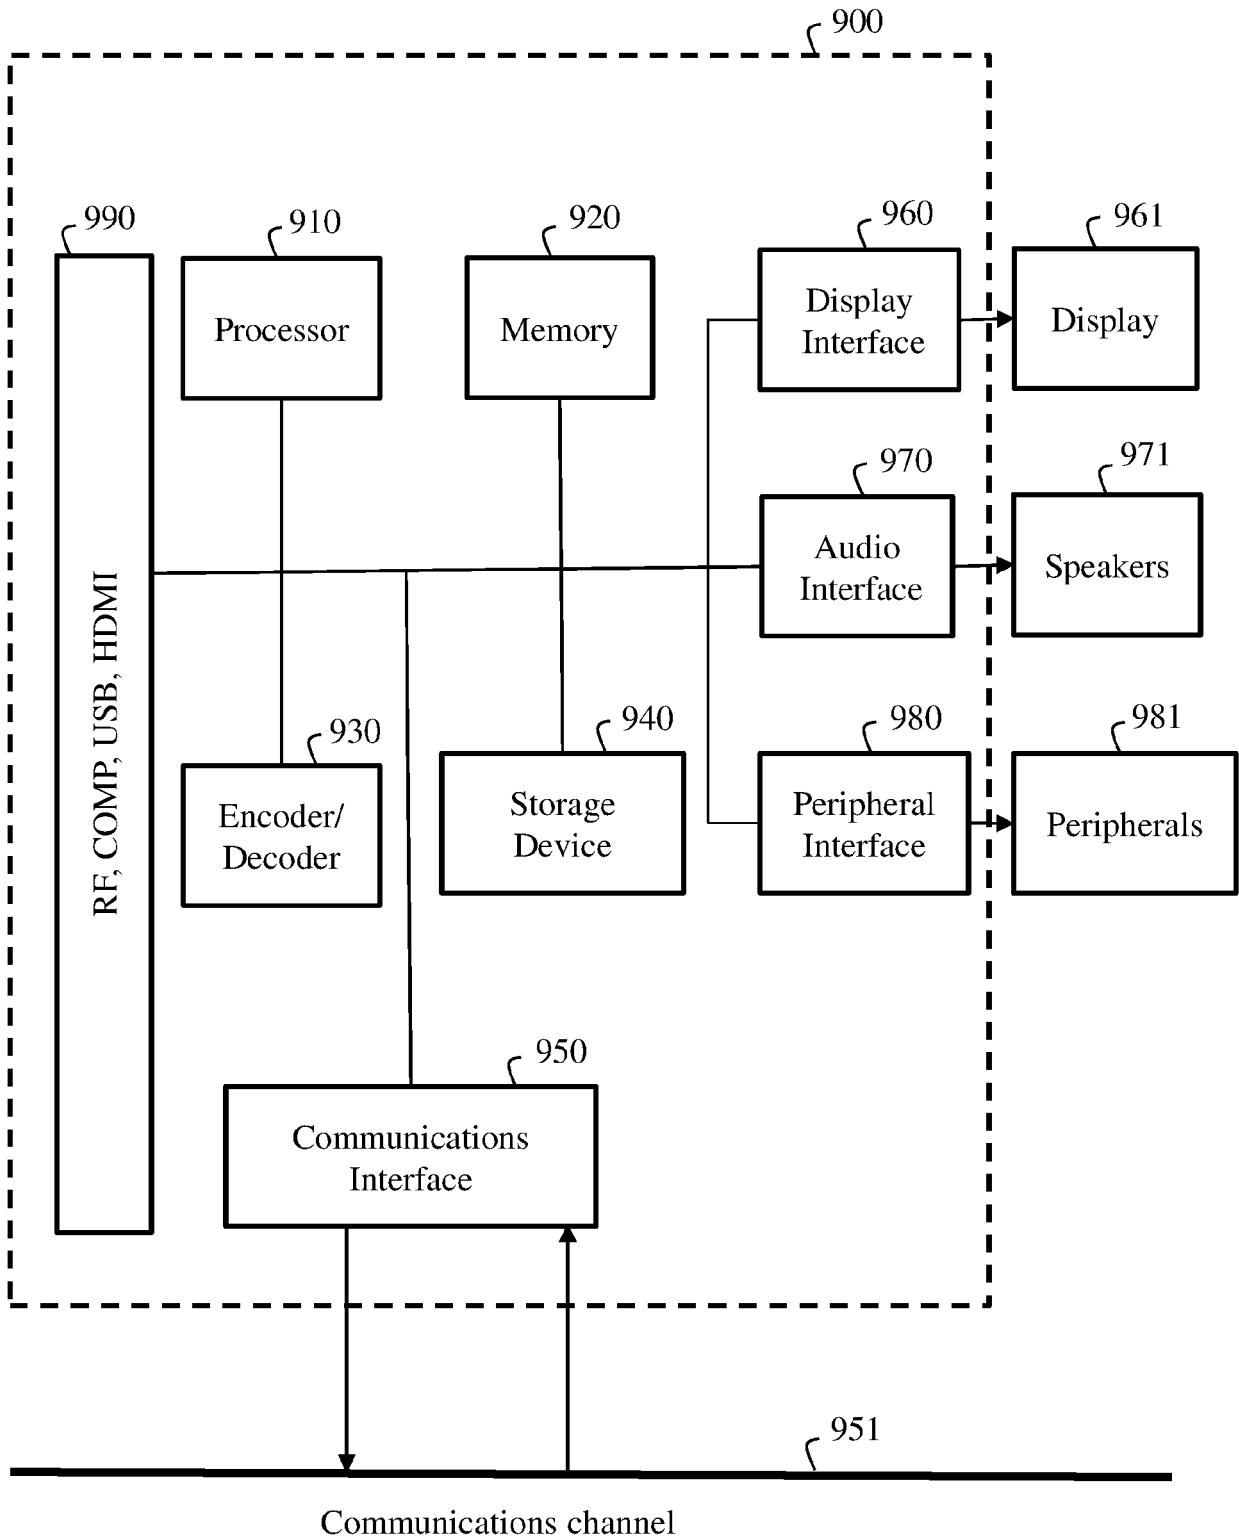 900
990
910
920
960
961
Processor
Memory
Display
Interface
Display
970
971
Audio
Interface
Speakers
RF, COMP, USB, HDMI
930
940
980
981
Encoder/
Decoder
Storage
Device
Peripheral
Interface
Peripherals
950
Communications
Interface
951
Communications channel